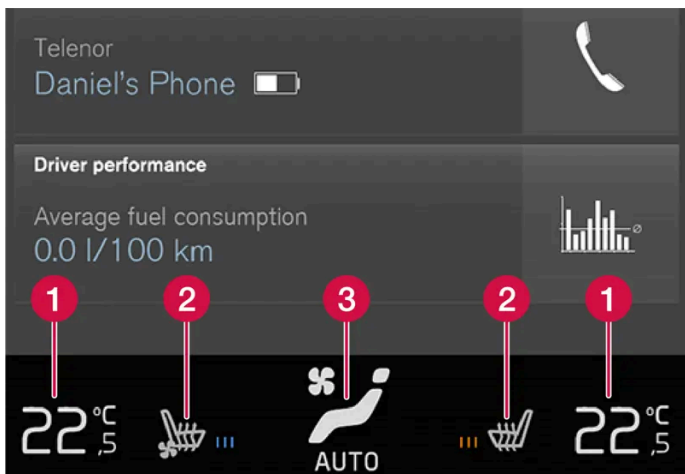 Telenor
Daniel's Phone
Driver performance
Average fuel consumption
0.0 l/100 km
1
2
3
2
1
22,5 °C
22,5 °C
AUTO